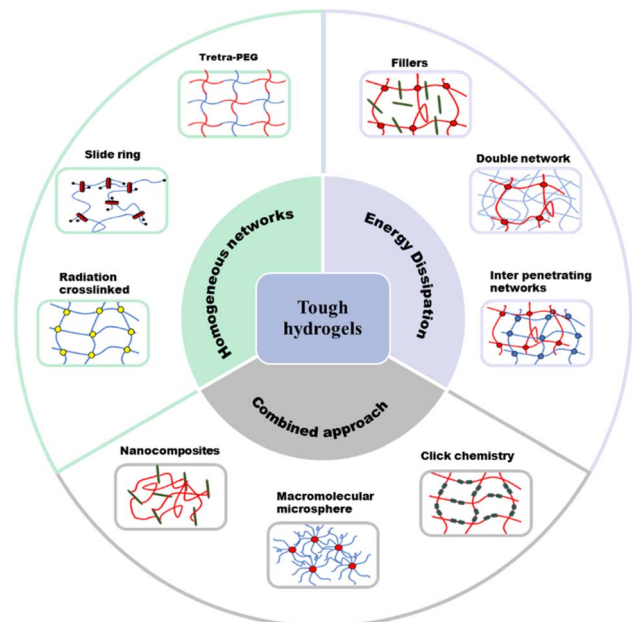 Tretra-PEG
Fillers
Slide ring
Double network
Radiation
crosslinked
Inter penetrating
networks
Homogeneous networks
Energy Dissipation
Tough
hydrogels
Combined approach
Nanocomposites
Macromolecular
microsphere
Click chemistry